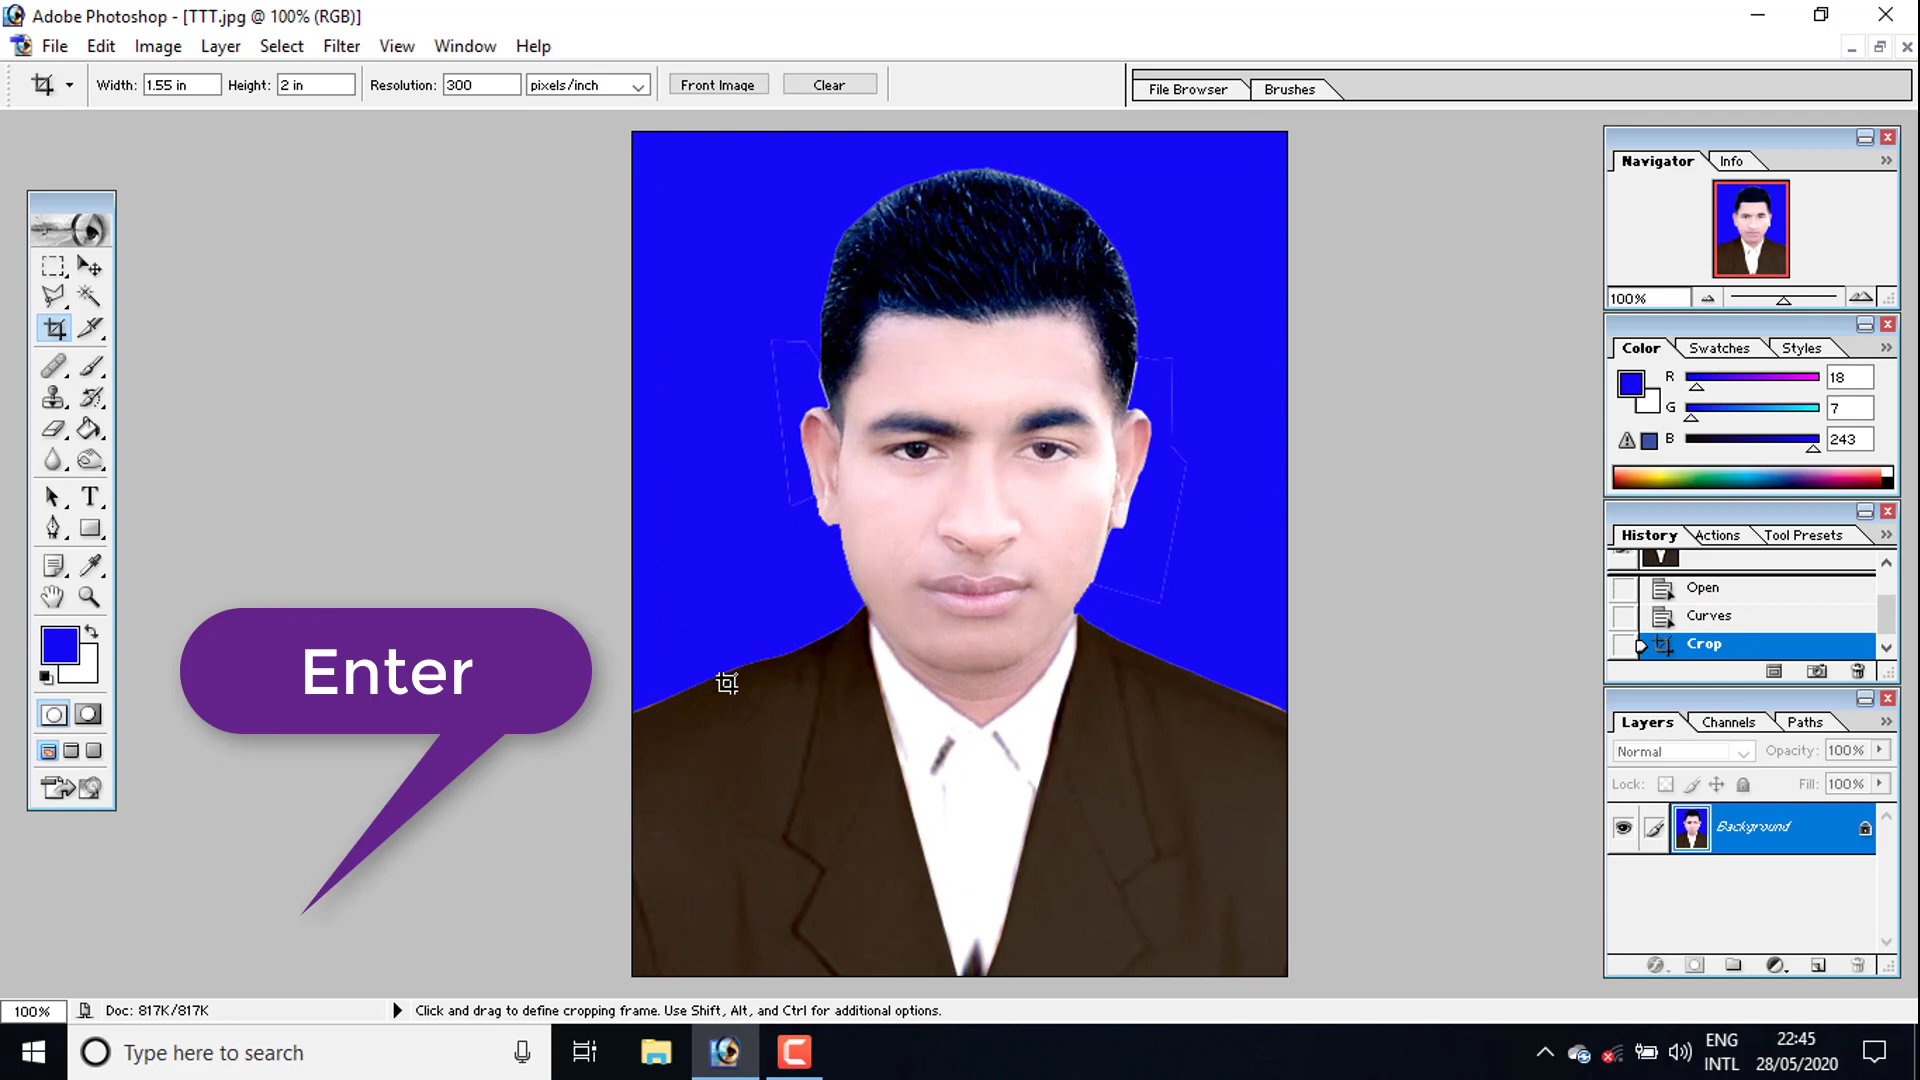 Adobe Photoshop - [TTT.jpg @ 100% (RGB)]
File Edit Image Layer Select Filter View Window Help
Width: 1.55 in Height: 2 in Resolution: 300 pixels/inch Front Image Clear
File Browser Brushes
Navigator Info
100%
Color Swatches Styles
R 18
G 7
B 243
T
History Actions Tool Presets
Open
Curves
Crop
Enter
Layers Channels Paths
Normal Opacity: 100%
Lock: Fill: 100%
Background
100% Doc: 817K/817K Click and drag to define cropping frame. Use Shift, Alt, and Ctrl for additional options.
Type here to search
ENG
INTL
22:45
28/05/2020